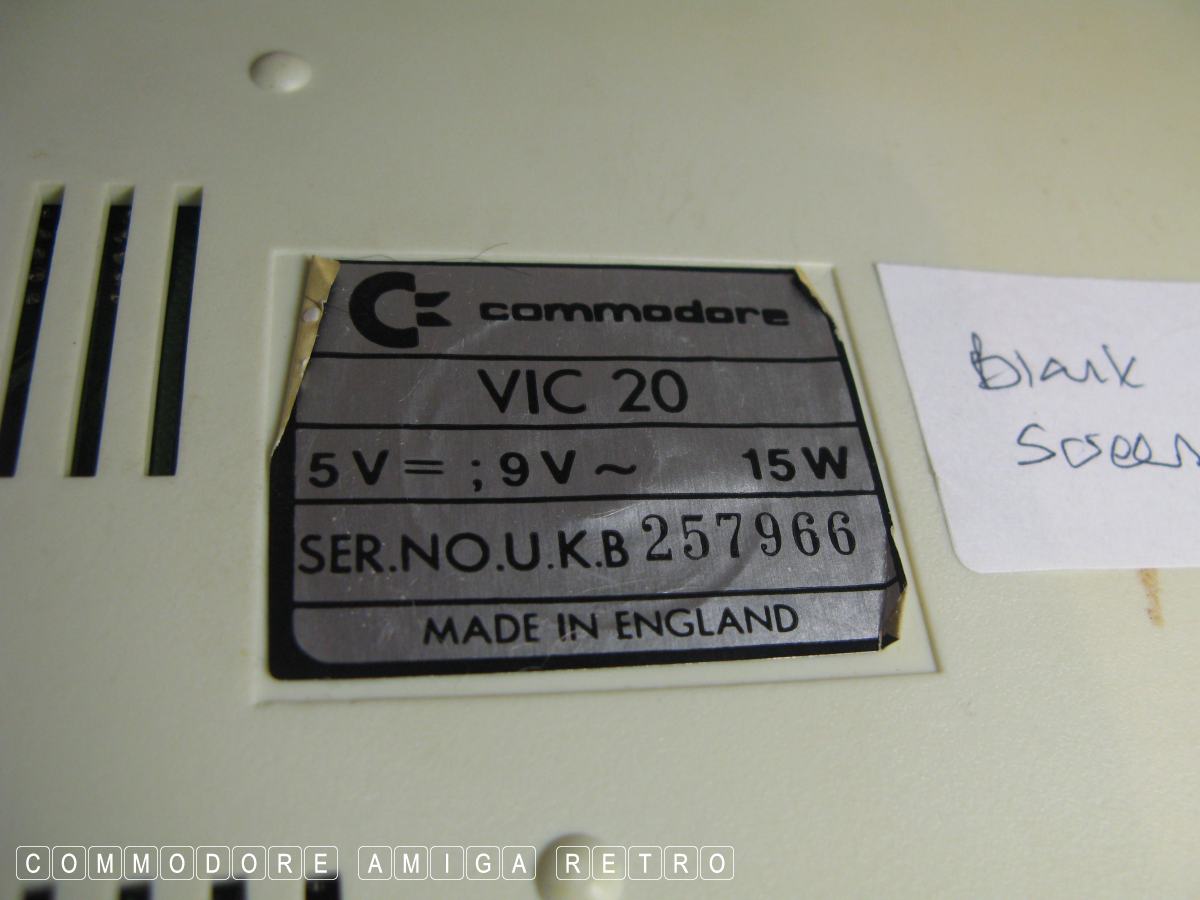 commodore
VIC 20
5V⎓ ; 9V~ 15W
SER.NO.U.K.B 257966
MADE IN ENGLAND
Blank
Screen
COMMODORE AMIGA RETRO